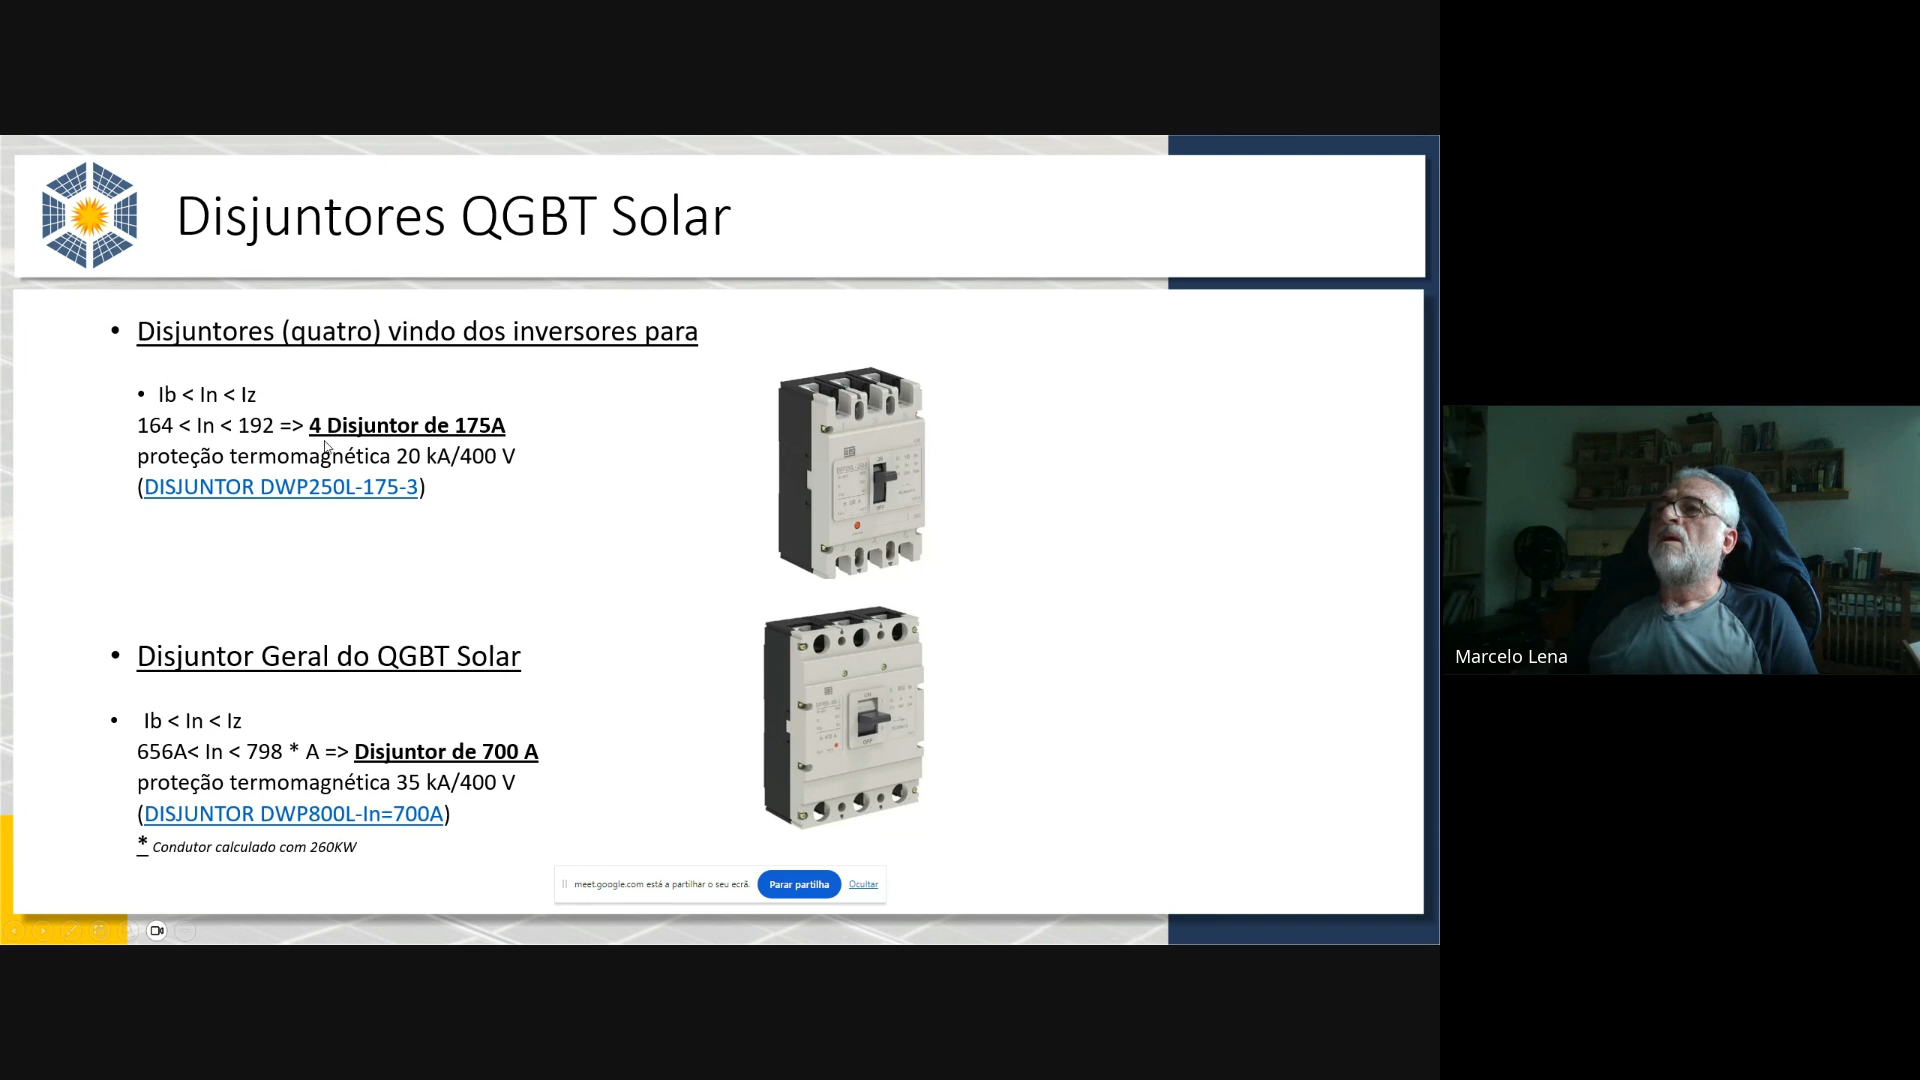 Disjuntores QGBT Solar
• Disjuntores (quatro) vindo dos inversores para
• Ib < In < Iz
164 < In < 192 => 4 Disjuntor de 175A
proteção termomagnética 20 kA/400 V
(DISJUNTOR DWP250L-175-3)
• Disjuntor Geral do QGBT Solar
• Ib < In < Iz
656A< In < 798 * A => Disjuntor de 700 A
proteção termomagnética 35 kA/400 V
(DISJUNTOR DWP800L-In=700A)
* Condutor calculado com 260KW
meet.google.com está a partilhar o seu ecrã. Parar partilha Ocultar
Marcelo Lena